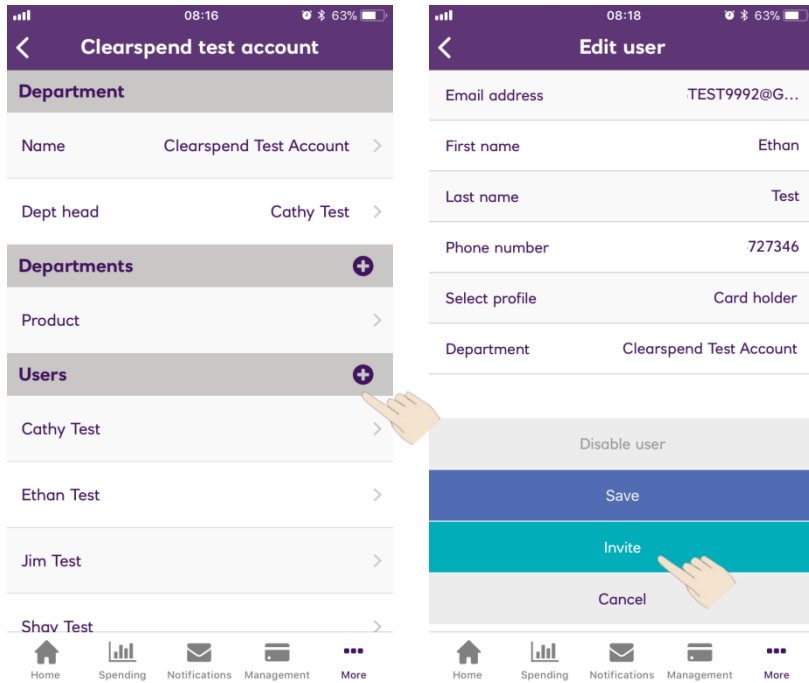 08:16
63%
Clearspend test account
Department
Name Clearspend Test Account
Dept head Cathy Test
Departments
Product
Users
Cathy Test
Ethan Test
Jim Test
Shay Test
Home Spending Notifications Management More
08:18
63%
Edit user
Email address TEST9992@G...
First name Ethan
Last name Test
Phone number 727346
Select profile Card holder
Department Clearspend Test Account
Disable user
Save
Invite
Cancel
Home Spending Notifications Management More